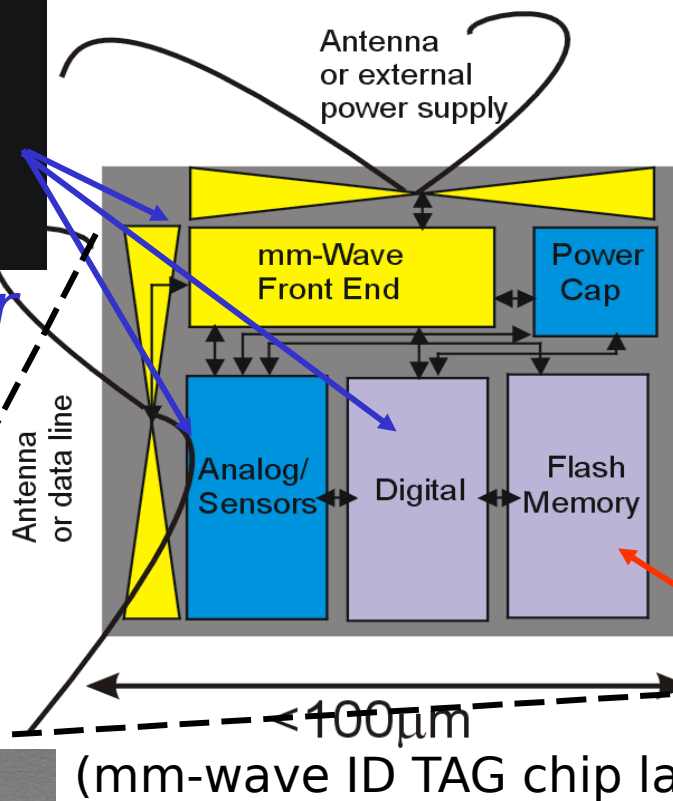 Antenna
or external
power supply
mm-Wave
Front End
Power
Cap
Antenna
or data line
Analog/
Sensors
Digital
Flash
Memory
<100μm
(mm-wave ID TAG chip la